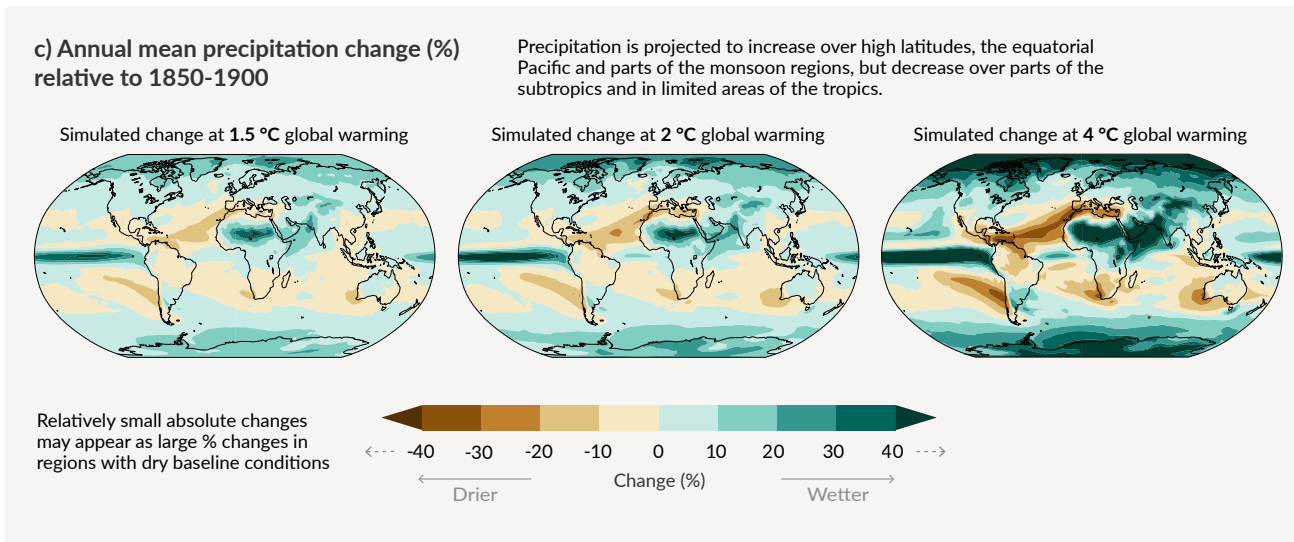 c) Annual mean precipitation change (%)
relative to 1850-1900
Precipitation is projected to increase over high latitudes, the equatorial
Pacific and parts of the monsoon regions, but decrease over parts of the
subtropics and in limited areas of the tropics.
Simulated change at 1.5 °C global warming
Simulated change at 2 °C global warming
Simulated change at 4 °C global warming
Relatively small absolute changes
may appear as large % changes in
regions with dry baseline conditions
-40 -30 -20 -10 0 10 20 30 40
Change (%)
Drier
Wetter